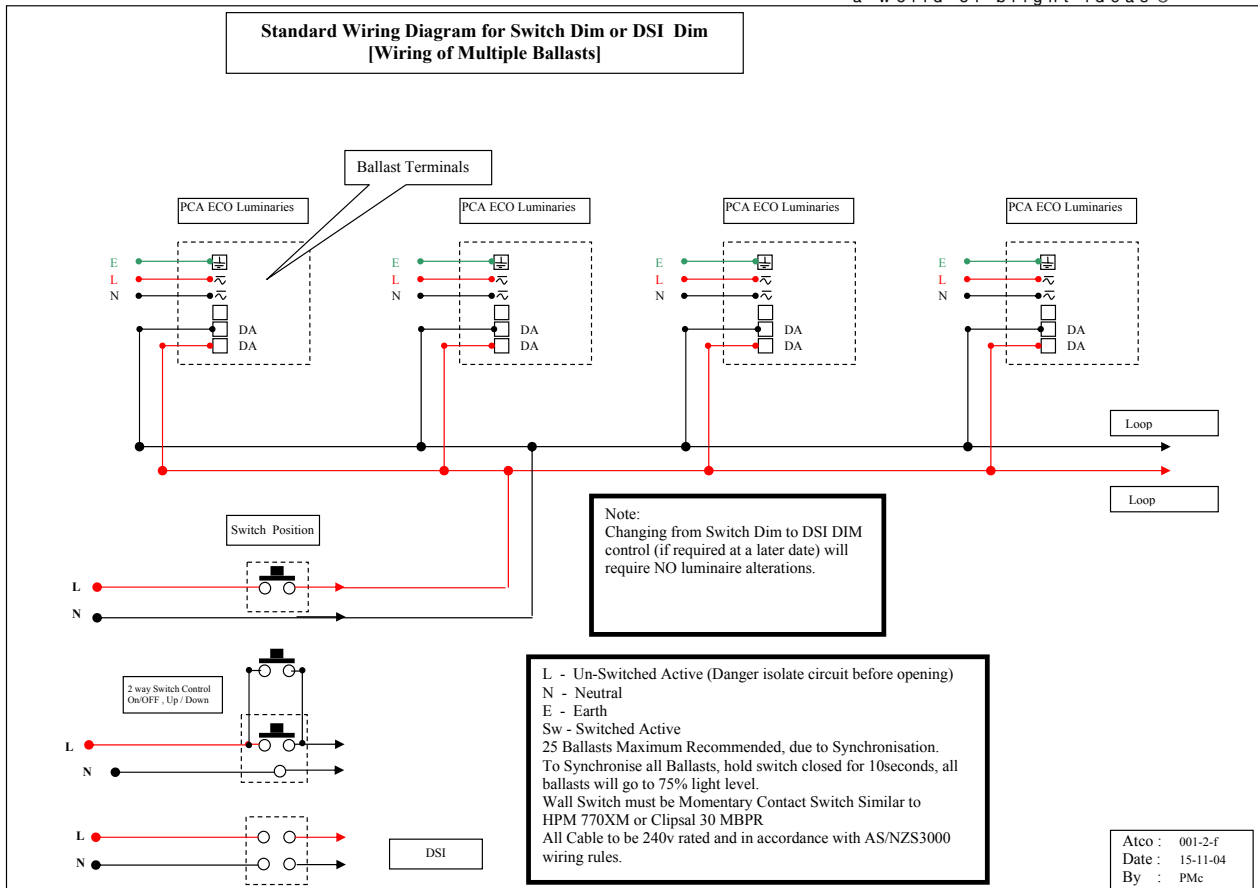 a world of bright ideas®
Standard Wiring Diagram for Switch Dim or DSI Dim
[Wiring of Multiple Ballasts]
Ballast Terminals
PCA ECO Luminaries
PCA ECO Luminaries
PCA ECO Luminaries
PCA ECO Luminaries
E
L
N
DA
DA
E
L
N
DA
DA
E
L
N
DA
DA
E
L
N
DA
DA
Loop
Loop
Switch Position
L
N
Note:
Changing from Switch Dim to DSI DIM
control (if required at a later date) will
require NO luminaire alterations.
2 way Switch Control
On/OFF , Up / Down
L
N
L
N
DSI
L - Un-Switched Active (Danger isolate circuit before opening)
N - Neutral
E - Earth
Sw - Switched Active
25 Ballasts Maximum Recommended, due to Synchronisation.
To Synchronise all Ballasts, hold switch closed for 10seconds, all
ballasts will go to 75% light level.
Wall Switch must be Momentary Contact Switch Similar to
HPM 770XM or Clipsal 30 MBPR
All Cable to be 240v rated and in accordance with AS/NZS3000
wiring rules.
Atco : 001-2-f
Date : 15-11-04
By : PMc